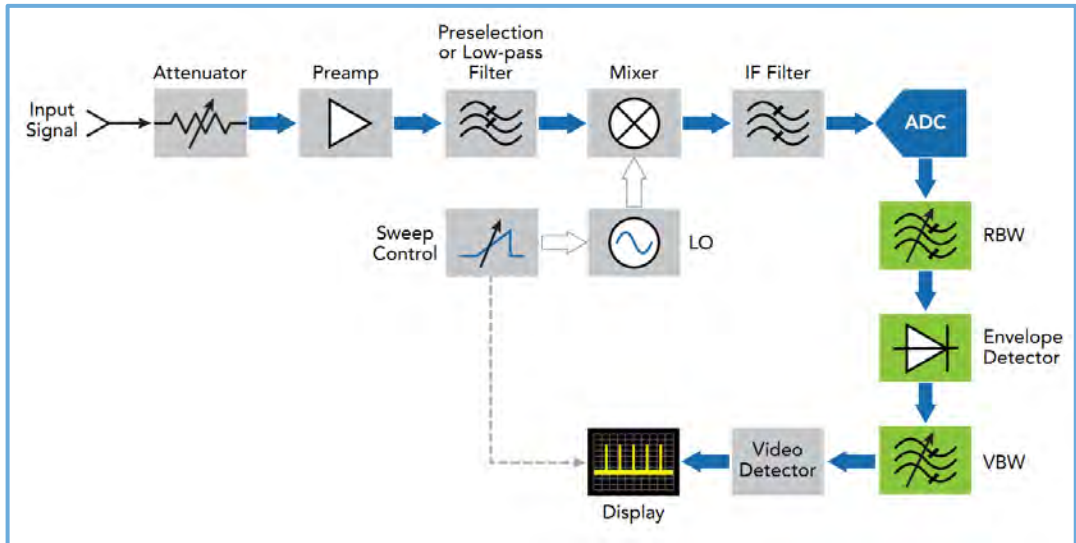 Preselection
or Low-pass
Filter
Attenuator
Preamp
Mixer
IF Filter
Input
Signal
ADC
RBW
Sweep
Control
LO
Envelope
Detector
Video
Detector
VBW
Display